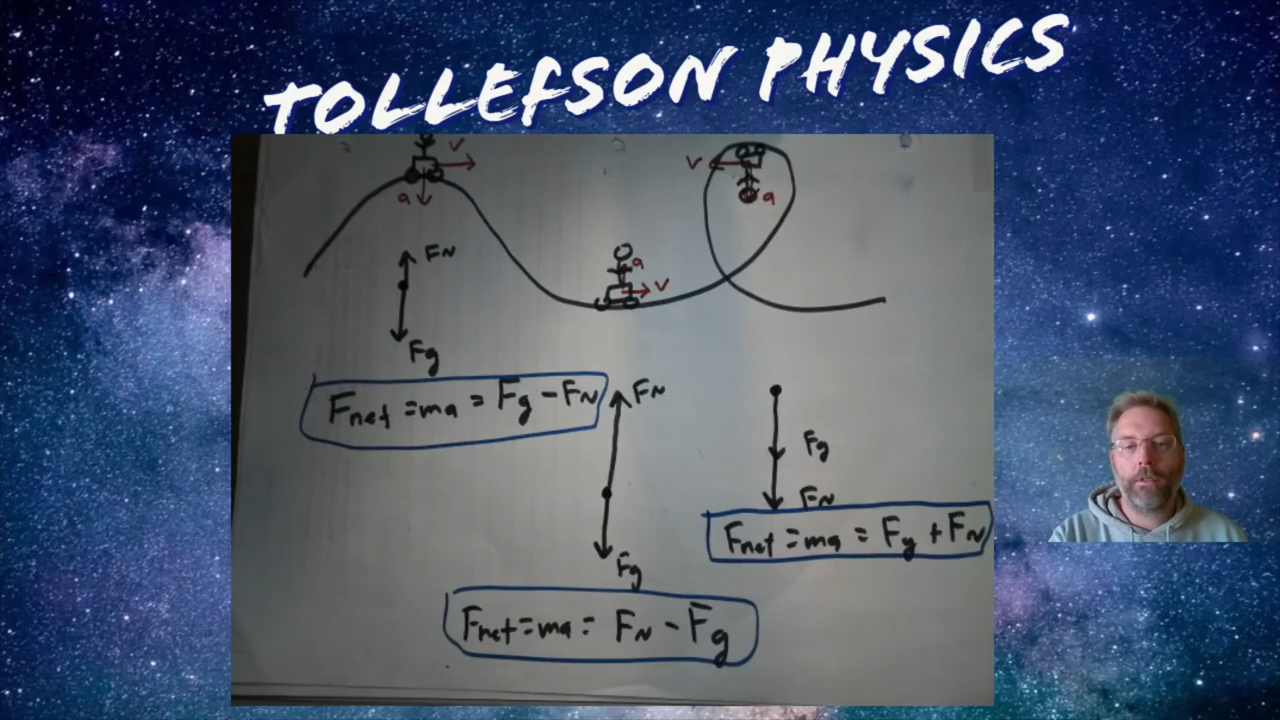 TOLLEFSON PHYSICS
v
a
v
a
a
v
FN
Fg
Fnet = ma = Fg - FN
FN
Fg
Fg
FN
Fnet = ma = Fg + FN
Fnet = ma = FN - Fg